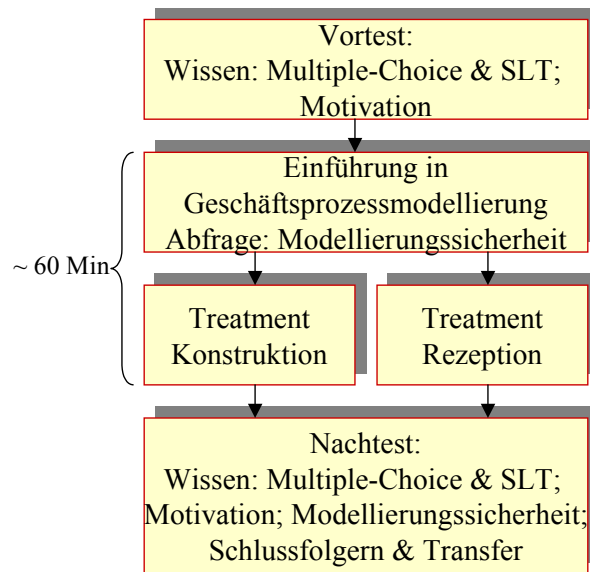 Vortest:
Wissen: Multiple-Choice & SLT;
Motivation
Einführung in
Geschäftsprozessmodellierung
Abfrage: Modellierungssicherheit
~ 60 Min
Treatment
Konstruktion
Treatment
Rezeption
Nachtest:
Wissen: Multiple-Choice & SLT;
Motivation; Modellierungssicherheit;
Schlussfolgern & Transfer